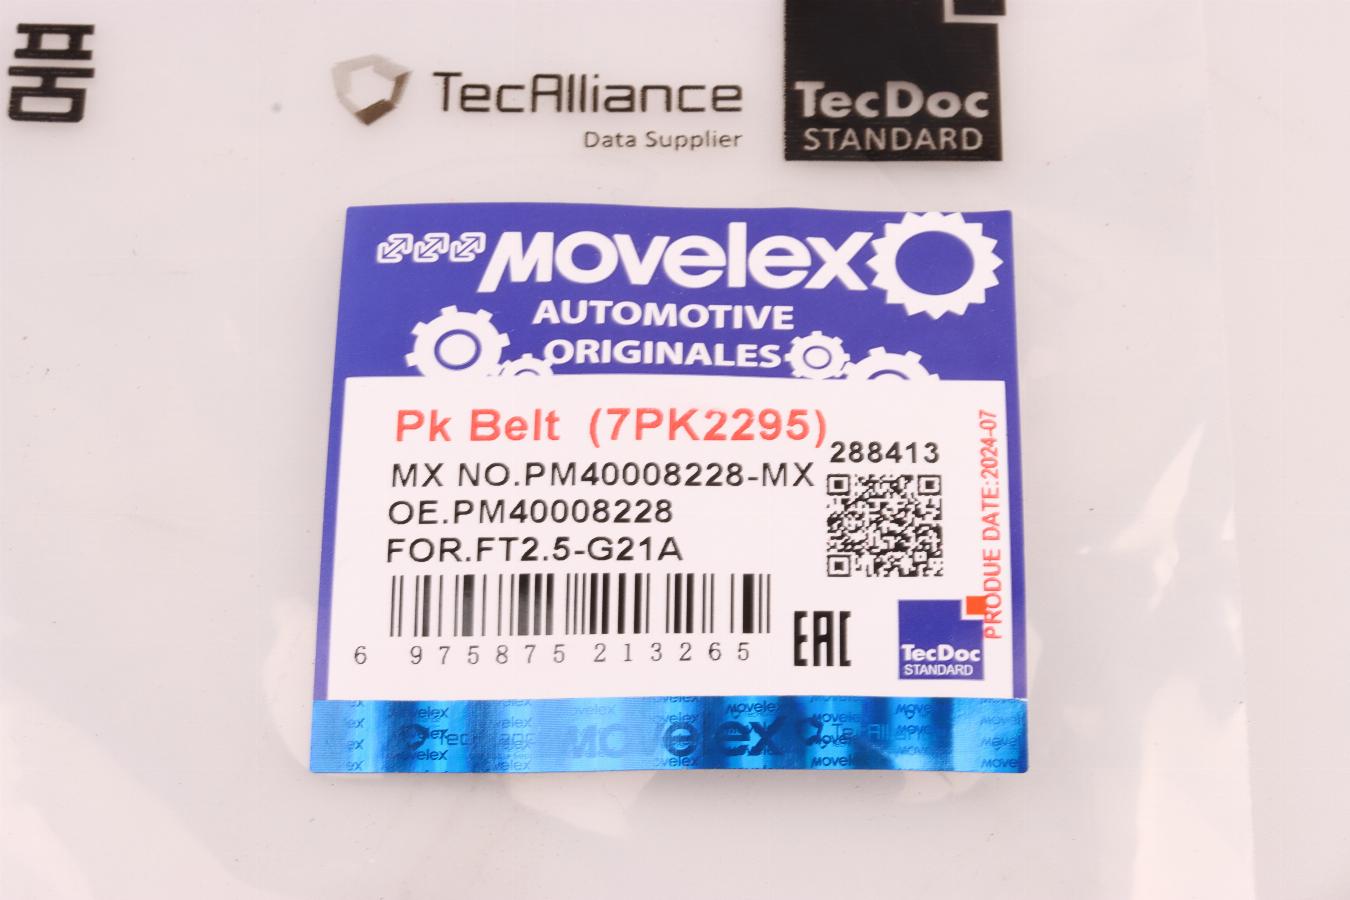 품
TecAlliance
Data Supplier
TecDoc
STANDARD
Movelex
AUTOMOTIVE
ORIGINALES
Pk Belt (7PK2295)
288413
MX NO.PM40008228-MX
OE.PM40008228
FOR.FT2.5-G21A
PRODUE DATE:2024-07
6 975875 213265
EAC
TecDoc
STANDARD
Movelex